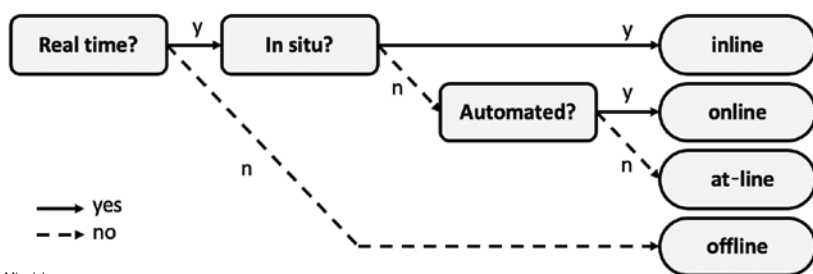 Real time?
y
In situ?
y
inline
n
Automated?
y
online
n
n
at-line
yes
no
offline